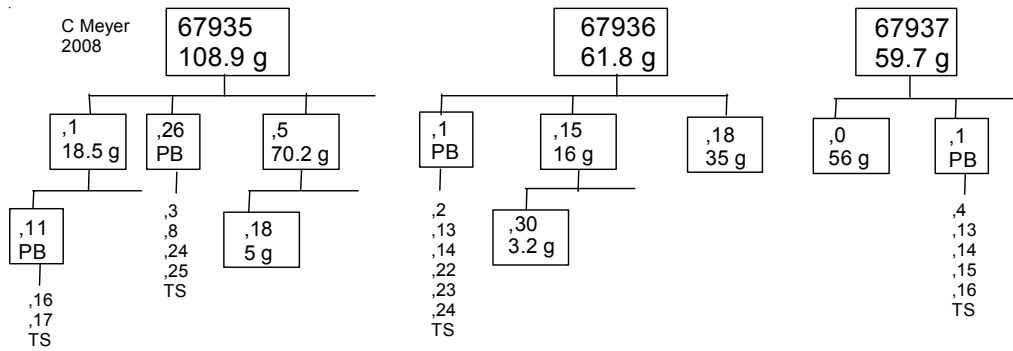 C Meyer
2008
67935
108.9 g
,1
18.5 g
,26
PB
,5
70.2 g
,11
PB
,3
,8
,24
,25
TS
,18
5 g
,16
,17
TS
67936
61.8 g
,1
PB
,15
16 g
,18
35 g
,2
,13
,14
,22
,23
,24
TS
,30
3.2 g
67937
59.7 g
,0
56 g
,1
PB
,4
,13
,14
,15
,16
TS